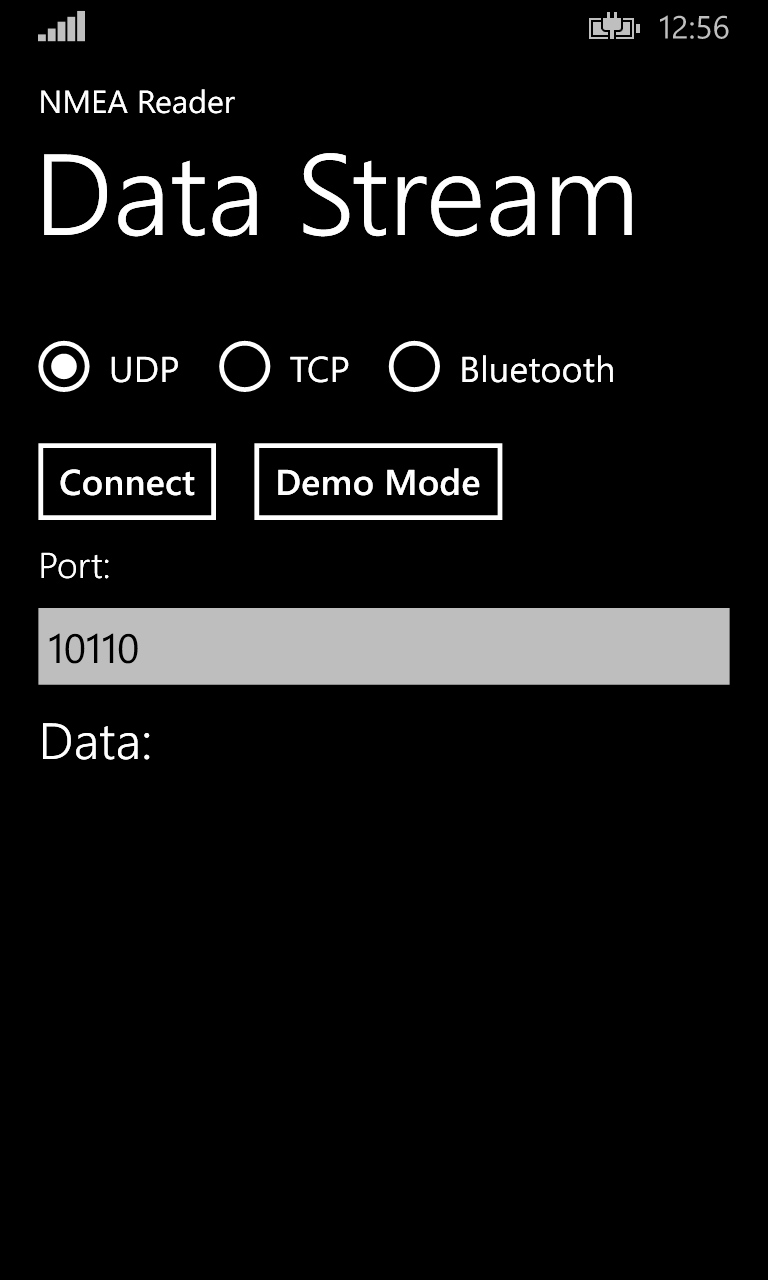 12:56
NMEA Reader
Data Stream
UDP TCP Bluetooth
Connect Demo Mode
Port:
10110
Data: